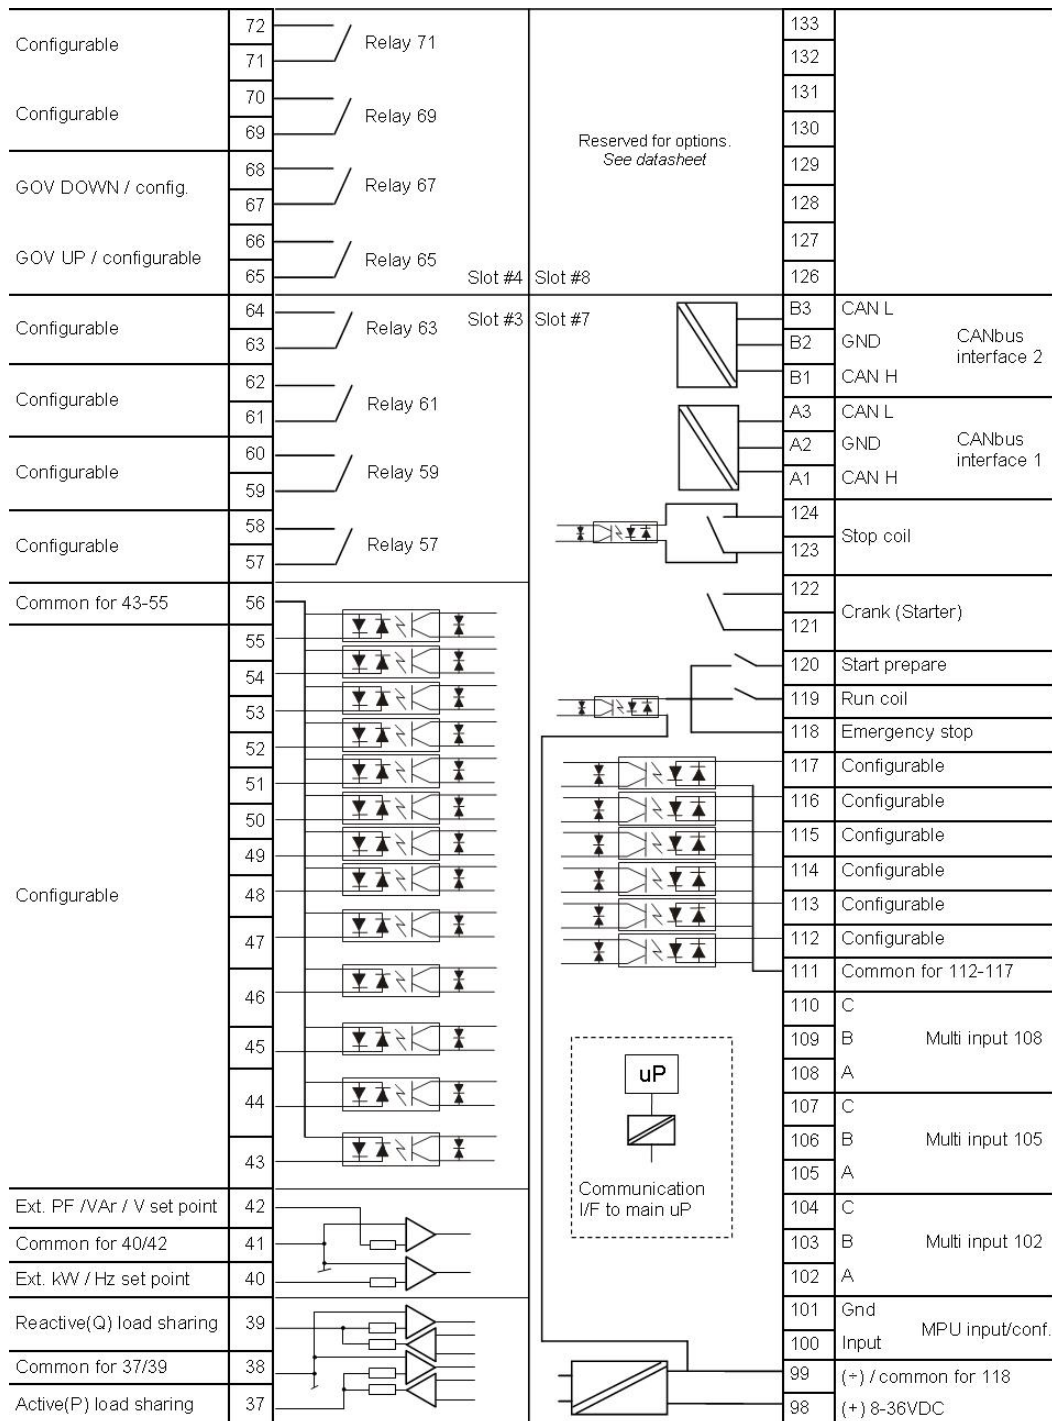 Configurable
72
71
Relay 71
Configurable
70
69
Relay 69
GOV DOWN / config.
68
67
Relay 67
GOV UP / configurable
66
65
Relay 65
Slot #4
Configurable
64
63
Relay 63
Slot #3
Configurable
62
61
Relay 61
Configurable
60
59
Relay 59
Configurable
58
57
Relay 57
Common for 43-55
56
Configurable
55
54
53
52
51
50
49
48
47
46
45
44
43
Ext. PF /VAr / V set point
42
Common for 40/42
41
Ext. kW / Hz set point
40
Reactive(Q) load sharing
39
Common for 37/39
38
Active(P) load sharing
37
Reserved for options.
See datasheet
Slot #8
133
132
131
130
129
128
127
126
Slot #7
B3 CAN L
B2 GND
B1 CAN H
CANbus
interface 2
A3 CAN L
A2 GND
A1 CAN H
CANbus
interface 1
124
123
Stop coil
122
121
Crank (Starter)
120 Start prepare
119 Run coil
118 Emergency stop
117 Configurable
116 Configurable
115 Configurable
114 Configurable
113 Configurable
112 Configurable
111 Common for 112-117
110 C
109 B Multi input 108
108 A
107 C
106 B Multi input 105
105 A
104 C
103 B Multi input 102
102 A
101 Gnd
100 Input
MPU input/conf.
99 (÷) / common for 118
98 (+) 8-36VDC
uP
Communication
I/F to main uP